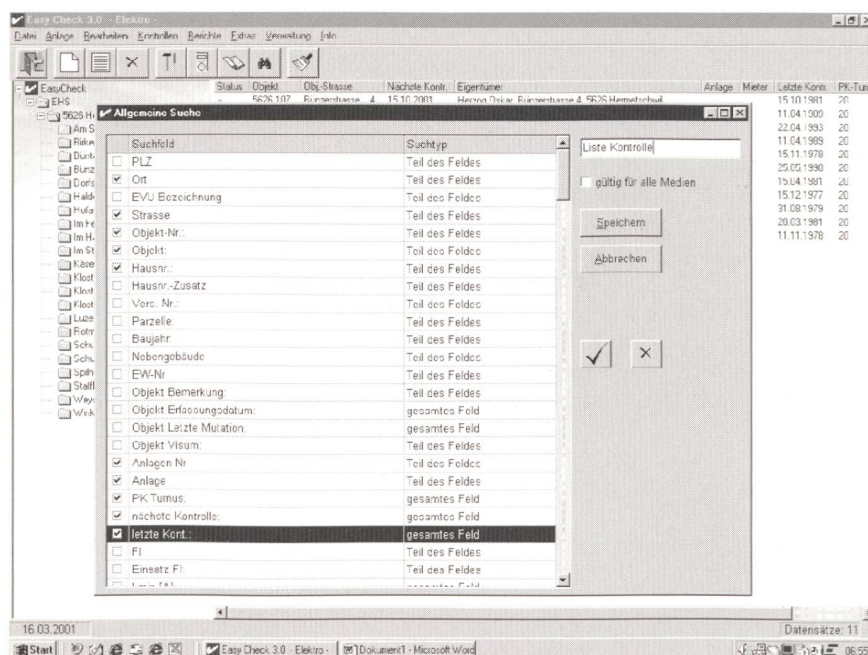 Easy Check 3.0 - Elektro -
Datei Anlage Bearbeiten Kontrollen Berichte Extras Verwaltung Info
EasyCheck
EHS
Status Objekt Obj.-Strasse Nächste Kontr. Eigentümer Anlage Mieter Letzte Kontr. PK-Turn
5626.107 Bünzerstrasse 4 15.10.2001 Herzog Oskar, Bünzerstrasse 4, 5626 Hermetschwil 15.10.1981 20
Allgemeine Suche
Suchfeld Suchtyp
PLZ Teil des Feldes
Ort Teil des Feldes
EVU Bezeichnung Teil des Feldes
Strasse Teil des Feldes
Objekt-Nr.: Teil des Feldes
Objekt: Teil des Feldes
Hausnr.: Teil des Feldes
Hausnr.-Zusatz Teil des Feldes
Vers. Nr.: Teil des Feldes
Parzelle: Teil des Feldes
Baujahr: Teil des Feldes
Nebengebäude Teil des Feldes
EW-Nr Teil des Feldes
Objekt Bemerkung: Teil des Feldes
Objekt Erfassungsdatum: gesamtes Feld
Objekt Letzte Mutation: gesamtes Feld
Objekt Visum: Teil des Feldes
Anlagen Nr Teil des Feldes
Anlage Teil des Feldes
PK Turnus: gesamtes Feld
nächste Kontrolle: gesamtes Feld
letzte Kont.: gesamtes Feld
FI: Teil des Feldes
Einsatz FI: Teil des Feldes
Liste Kontrolle
gültig für alle Medien
Speichern
Abbrechen
11.04.1989 20
15.11.1978 20
25.05.1990 20
15.04.1981 20
15.12.1977 20
31.08.1979 20
20.03.1981 20
11.11.1978 20
16.03.2001
Datensätze: 11
Start Easy Check 3.0 - Elektro - Dokument1 - Microsoft Word